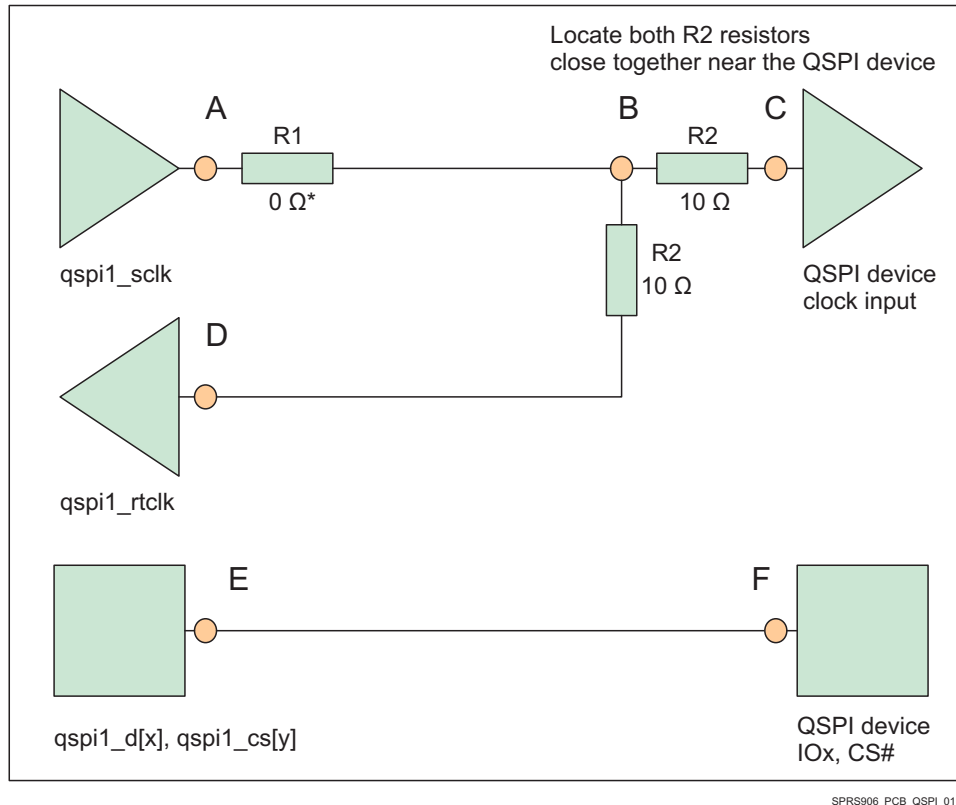 Locate both R2 resistors
close together near the QSPI device
A
R1
0 Ω*
B
R2
10 Ω
C
qspi1_sclk
R2
10 Ω
QSPI device
clock input
D
qspi1_rtclk
E
F
qspi1_d[x], qspi1_cs[y]
QSPI device
IOx, CS#
SPRS906_PCB_QSPI_01